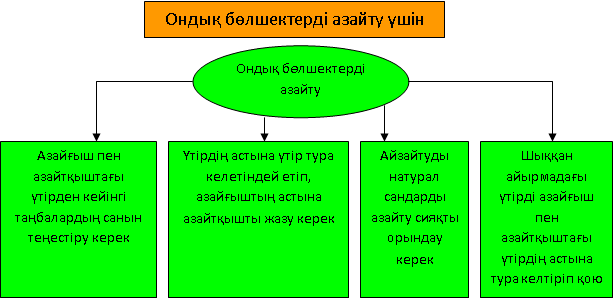 Ондық бөлшектерді азайту үшін
Ондық бөлшектерді
азайту
Азайғыш пен
азайтқыштағы
үтірден кейінгі
таңбалардың санын
теңестіру керек
Үтірдің астына үтір тура
келетіндей етіп,
азайғыштың астына
азайтқышты жазу керек
Айзайтуды
натурал
сандарды
азайту сияқты
орындау
керек
Шыққан
айырмадағы
үтірді азайғыш
пен
азайтқыштағы
үтірдің астына
тура келтіріп қою